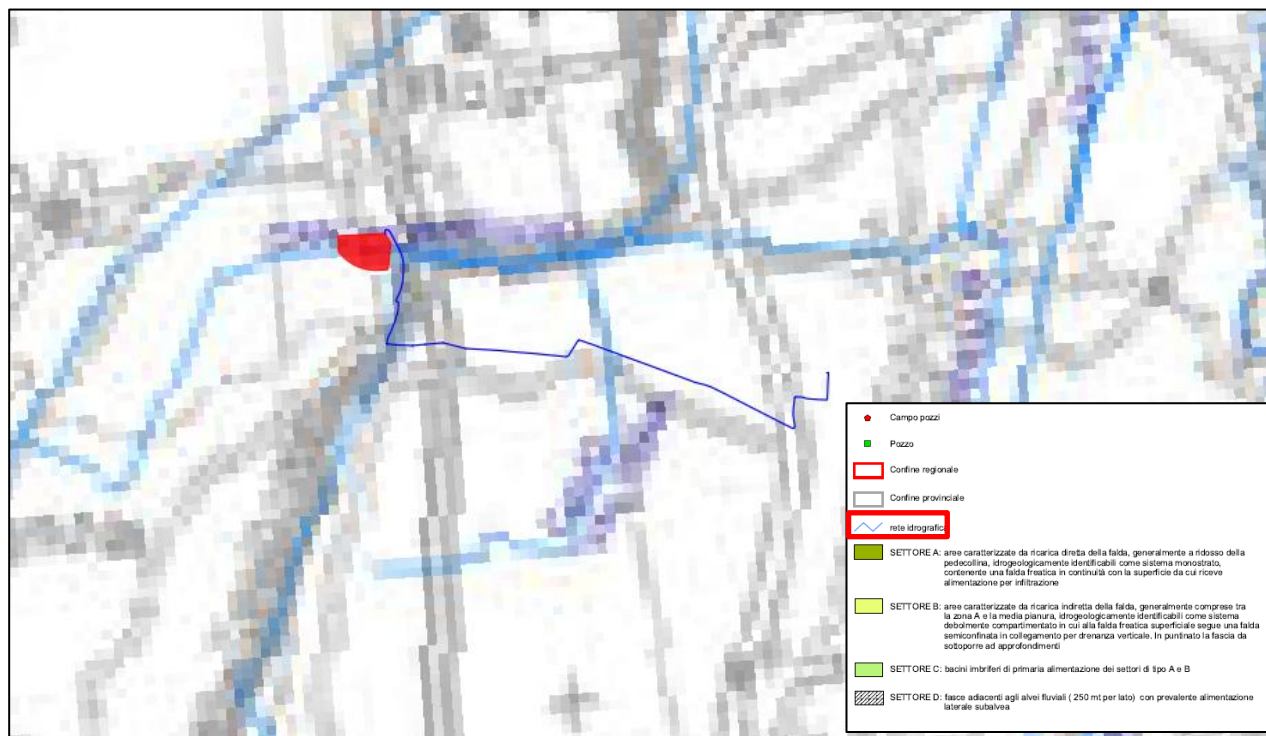 Campo pozzi
Pozzo
Confine regionale
Confine provinciale
rete idrografica
SETTORE A: aree caratterizzate da ricarica diretta della falda, generalmente a ridosso della
pedecollina, idrogeologicamente identificabili come sistema monostrato,
contenente una falda freatica in continuità con la superficie da cui riceve
alimentazione per infiltrazione
SETTORE B: aree caratterizzate da ricarica indiretta della falda, generalmente comprese tra
la zona A e la media pianura, idrogeologicamente identificabili come sistema
debolmente compartimentato in cui alla falda freatica superficiale segue una falda
semiconfinata in collegamento per drenanza verticale. In puntinato la fascia da
sottoporre ad approfondimenti
SETTORE C: bacini imbriferi di primaria alimentazione dei settori di tipo A e B
SETTORE D: fasce adiacenti agli alvei fluviali ( 250 mt per lato) con prevalente alimentazione
laterale subalvea